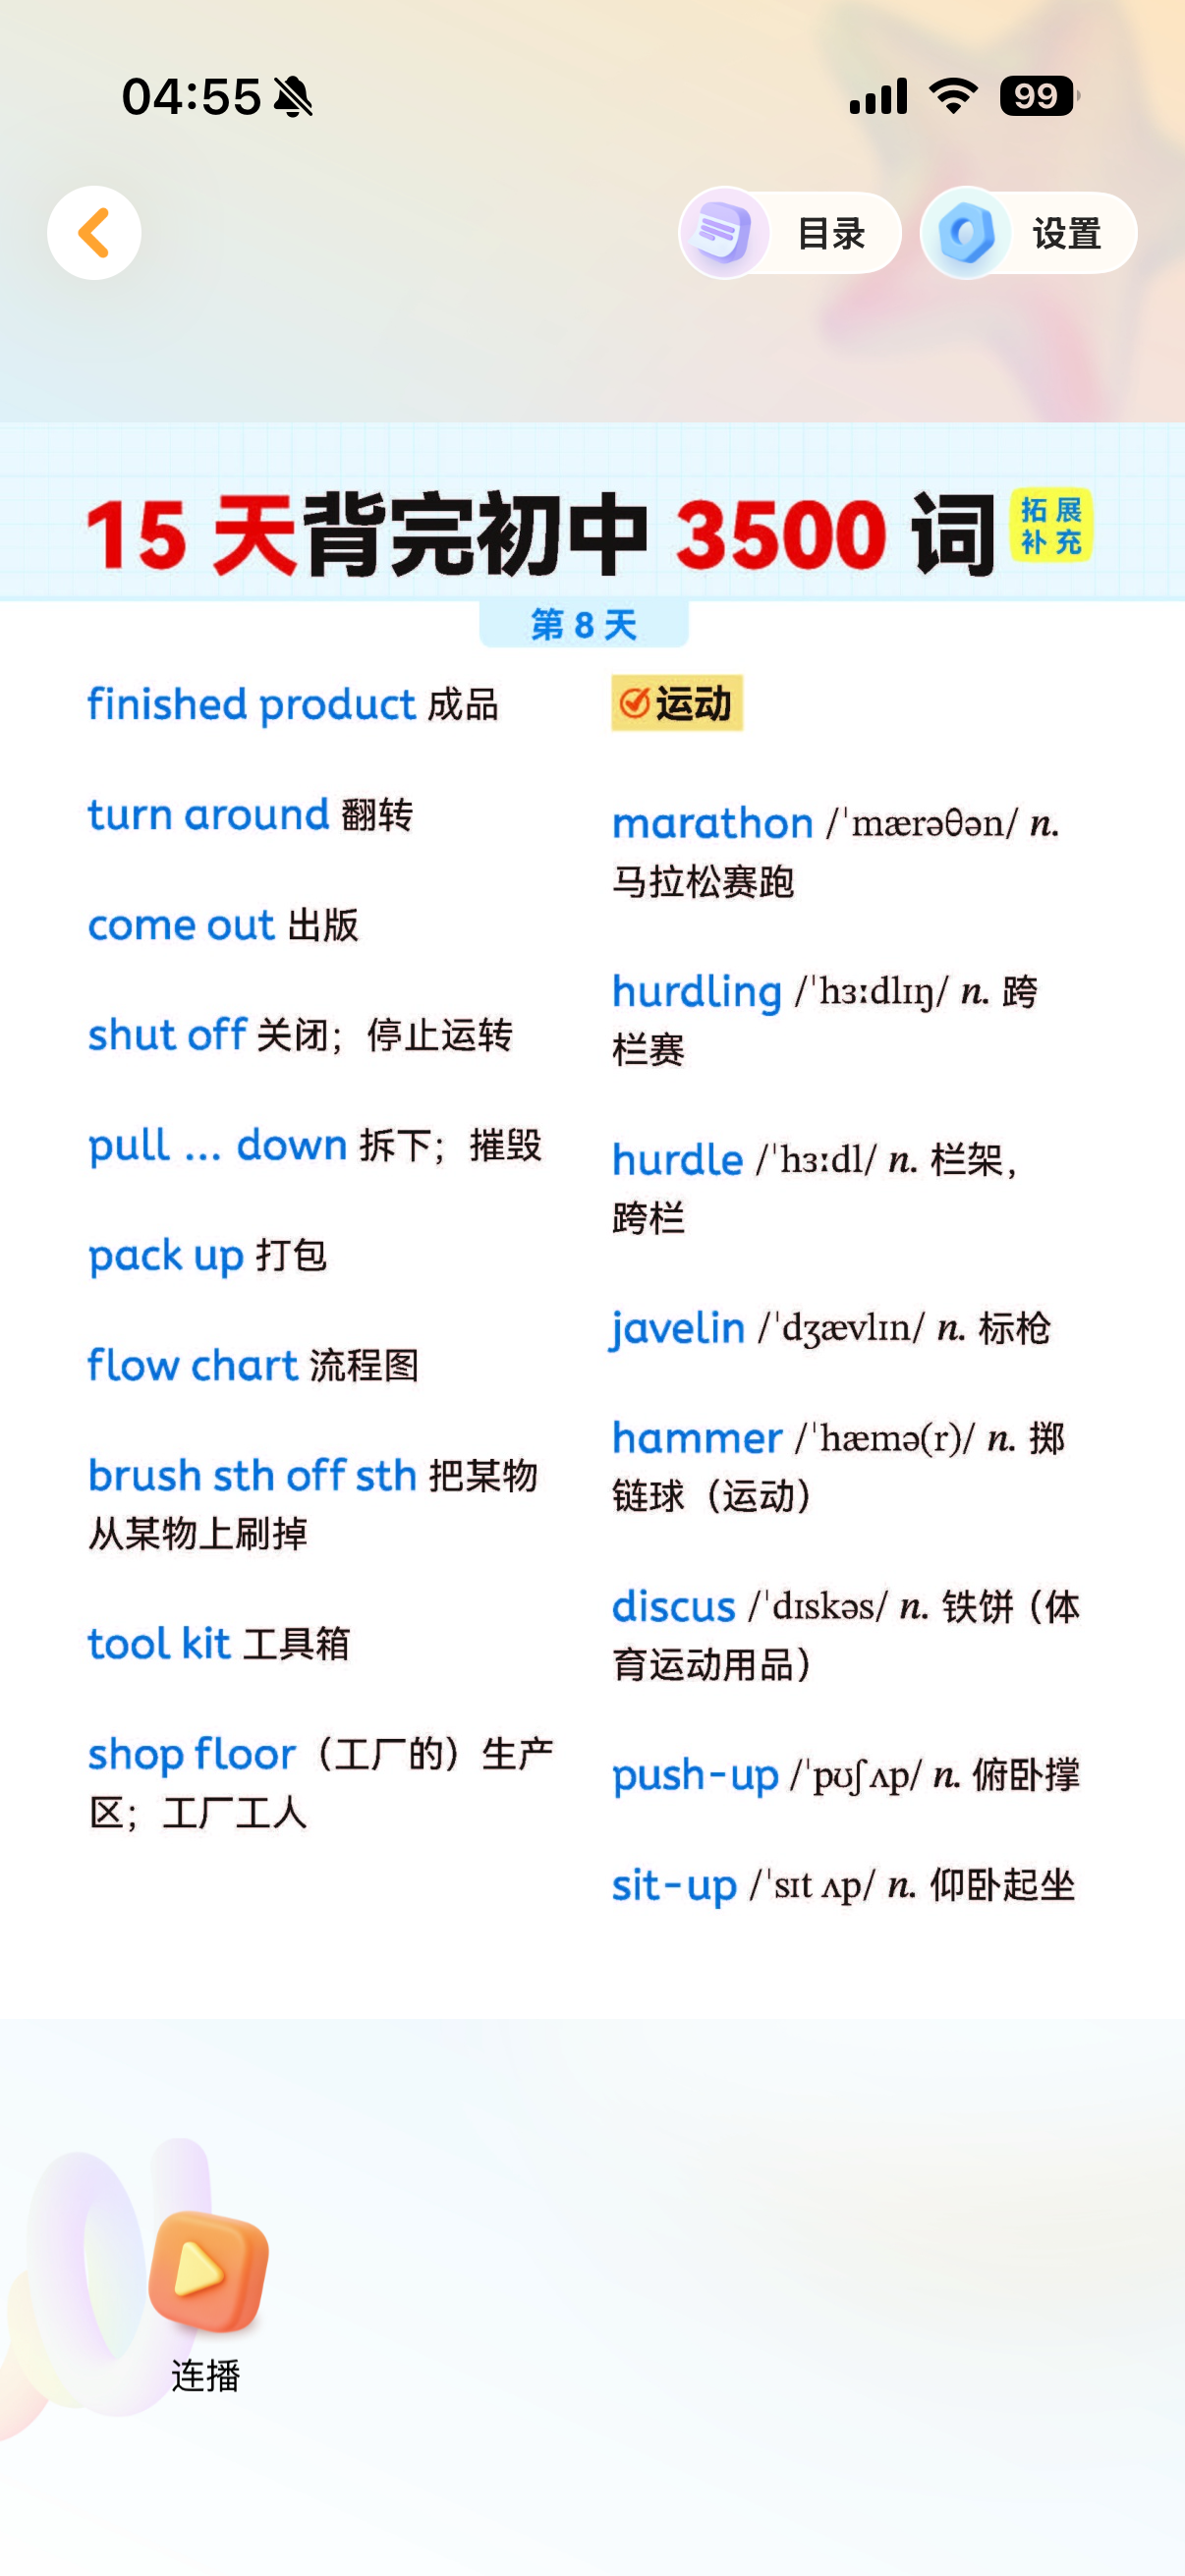 04:55
99
目录
设置
15 天背完初中 3500 词
拓展
补充
第 8 天
finished product 成品
turn around 翻转
come out 出版
shut off 关闭；停止运转
pull ... down 拆下；摧毁
pack up 打包
flow chart 流程图
brush sth off sth 把某物
从某物上刷掉
tool kit 工具箱
shop floor（工厂的）生产
区；工厂工人
运动
marathon /ˈmærəθən/ n.
马拉松赛跑
hurdling /ˈhɜːdlɪŋ/ n. 跨
栏赛
hurdle /ˈhɜːdl/ n. 栏架，
跨栏
javelin /ˈdʒævlɪn/ n. 标枪
hammer /ˈhæmə(r)/ n. 掷
链球（运动）
discus /ˈdɪskəs/ n. 铁饼（体
育运动用品）
push-up /ˈpʊʃ ʌp/ n. 俯卧撑
sit-up /ˈsɪt ʌp/ n. 仰卧起坐
连播